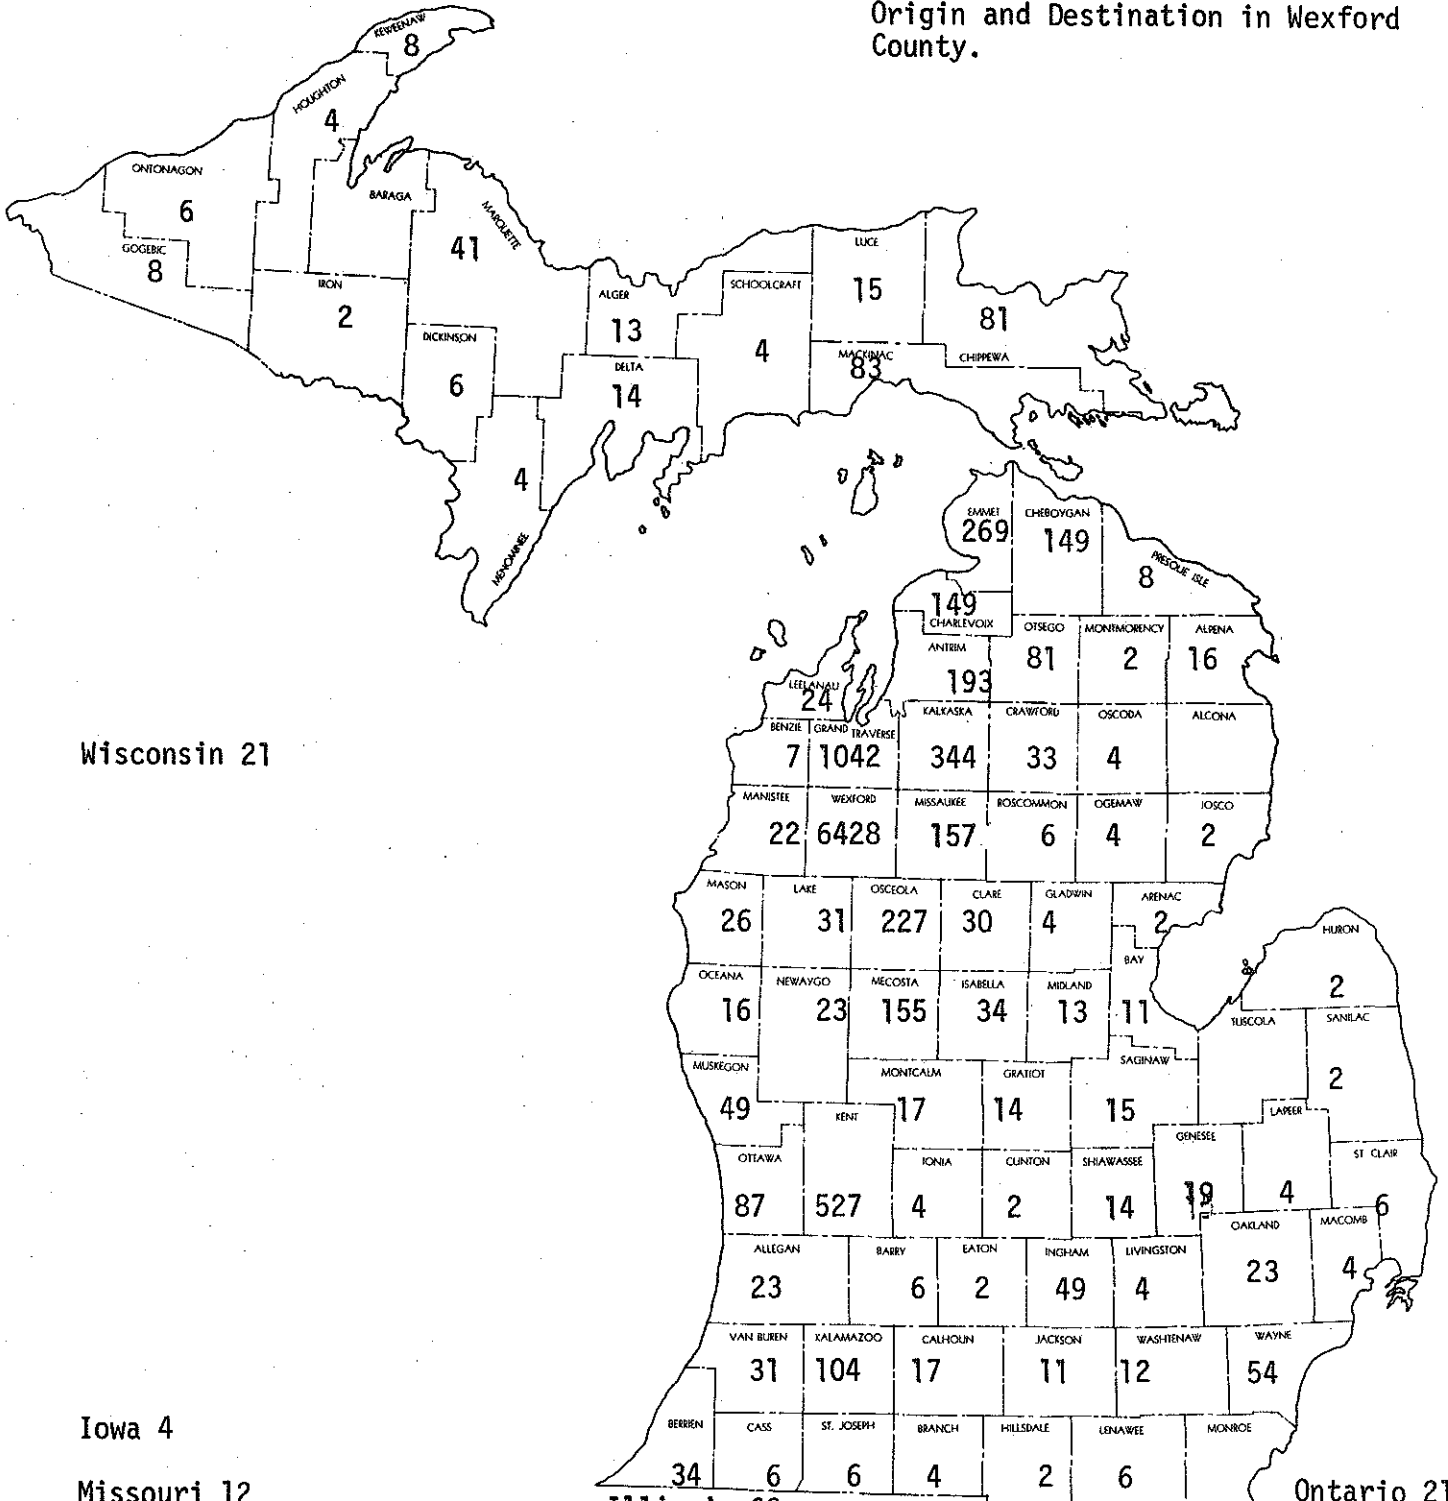 Origin and Destination in Wexford
County.
KEWEENAW
8
HOUGHTON
4
ONTONAGON
6
BARAGA
MARQUETTE
41
GOGEBIC
8
IRON
2
LUCE
15
ALGER
13
SCHOOLCRAFT
4
81
CHIPPEWA
MACKINAC
83
DICKINSON
6
DELTA
14
4
MENOMINEE
EMMET
269
CHEBOYGAN
149
PRESQUE ISLE
8
149
CHARLEVOIX
OTSEGO
81
MONTMORENCY
2
ALPENA
16
ANTRIM
193
LEELANAU
24
KALKASKA
344
CRAWFORD
33
OSCODA
4
ALCONA
BENZIE
7
GRAND TRAVERSE
1042
Wisconsin 21
MANISTEE
22
WEXFORD
6428
MISSAUKEE
157
ROSCOMMON
6
OGEMAW
4
IOSCO
2
MASON
26
LAKE
31
OSCEOLA
227
CLARE
30
GLADWIN
4
ARENAC
2
HURON
2
OCEANA
16
NEWAYGO
23
MECOSTA
155
ISABELLA
34
MIDLAND
13
BAY
11
TUSCOLA
SANILAC
2
MUSKEGON
49
MONTCALM
17
GRATIOT
14
SAGINAW
15
KENT
527
LAPEER
4
OTTAWA
87
IONIA
4
CLINTON
2
SHIAWASSEE
14
GENESEE
19
ST CLAIR
6
ALLEGAN
23
BARRY
6
EATON
2
INGHAM
49
LIVINGSTON
4
OAKLAND
23
MACOMB
4
VAN BUREN
31
KALAMAZOO
104
CALHOUN
17
JACKSON
11
WASHTENAW
12
WAYNE
54
Iowa 4
BERRIEN
34
CASS
6
ST. JOSEPH
6
BRANCH
4
HILLSDALE
2
LENAWEE
6
MONROE
Missouri 12
Ontario 21